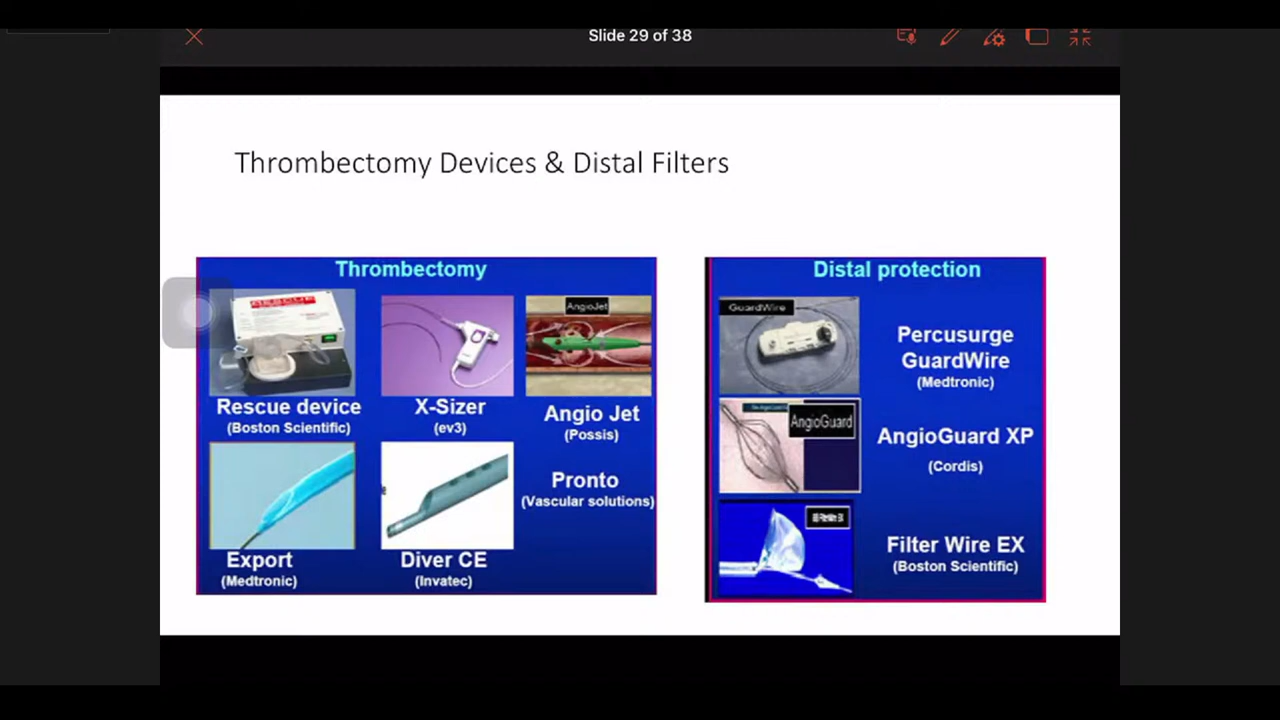 Slide 29 of 38
Thrombectomy Devices & Distal Filters
Thrombectomy
RESCUE
AngioJet
Rescue device
(Boston Scientific)
X-Sizer
(ev3)
Angio Jet
(Possis)
Export
(Medtronic)
Diver CE
(Invatec)
Pronto
(Vascular solutions)
Distal protection
GuardWire
Percusurge
GuardWire
(Medtronic)
AngioGuard
AngioGuard XP
(Cordis)
Filter Wire EX
(Boston Scientific)